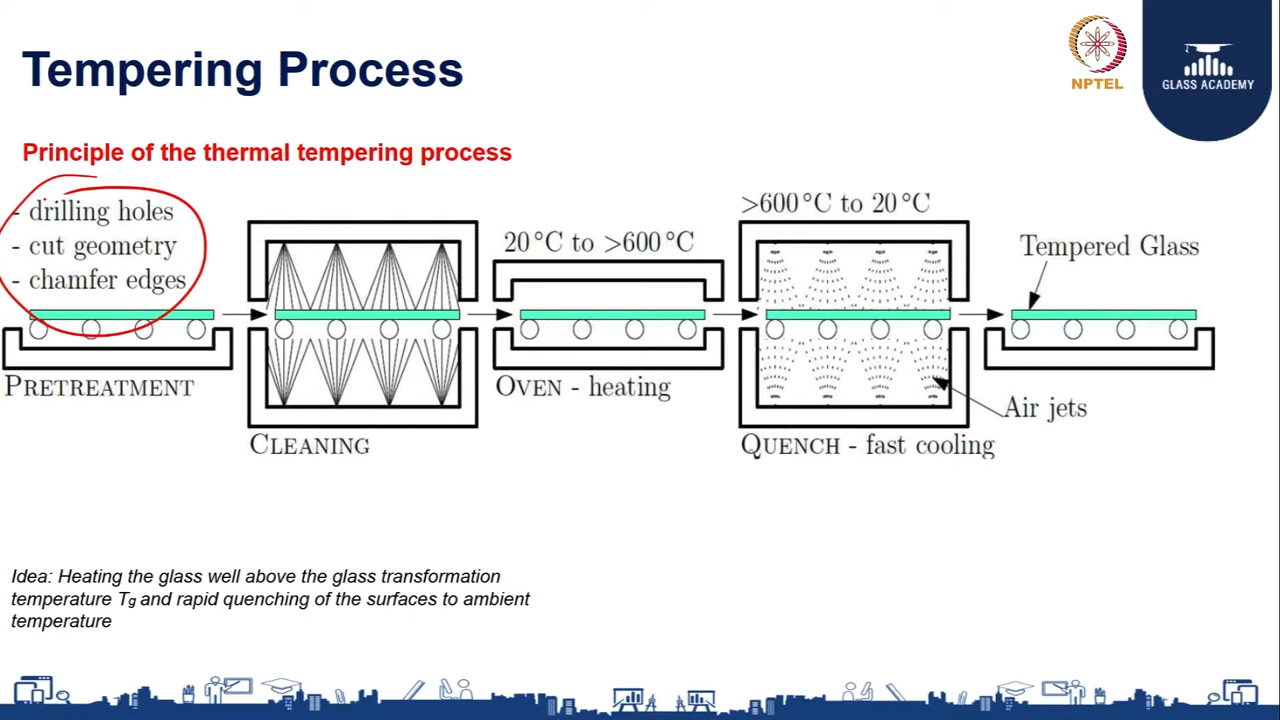 Tempering Process
NPTEL
GLASS ACADEMY
Principle of the thermal tempering process
- drilling holes
- cut geometry
- chamfer edges
PRETREATMENT
CLEANING
20°C to >600°C
OVEN - heating
>600°C to 20°C
QUENCH - fast cooling
Air jets
Tempered Glass
Idea: Heating the glass well above the glass transformation
temperature Tg and rapid quenching of the surfaces to ambient
temperature